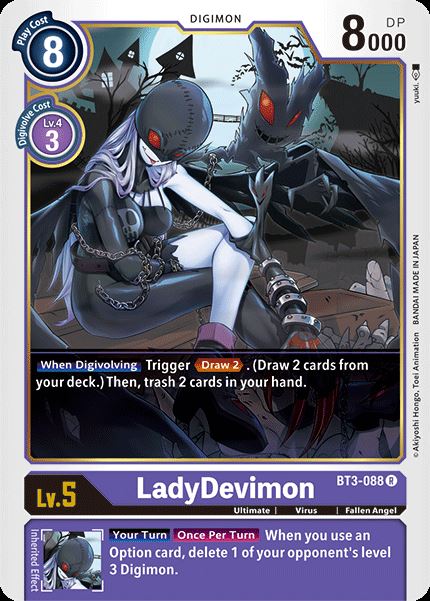 DIGIMON
Play Cost
8
DP
8000
Digivolve Cost
Lv.4
3
yuuki.
When Digivolving Trigger Draw 2 . (Draw 2 cards from
your deck.) Then, trash 2 cards in your hand.
© Akiyoshi Hongo, Toei Animation BANDAI MADE IN JAPAN
BT3-088 R
Lv.5
LadyDevimon
Ultimate | Virus | Fallen Angel
Inherited Effect
Your Turn Once Per Turn When you use an
Option card, delete 1 of your opponent's level
3 Digimon.